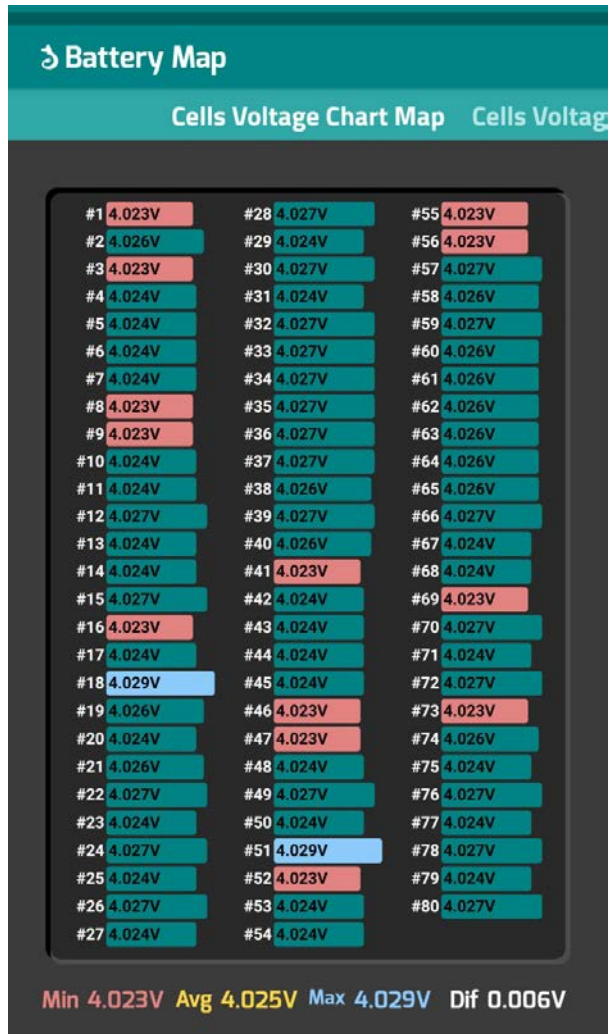 Battery Map
Cells Voltage Chart Map Cells Voltag
#1 4.023V
#2 4.026V
#3 4.023V
#4 4.024V
#5 4.024V
#6 4.024V
#7 4.024V
#8 4.023V
#9 4.023V
#10 4.024V
#11 4.024V
#12 4.027V
#13 4.024V
#14 4.024V
#15 4.027V
#16 4.023V
#17 4.024V
#18 4.029V
#19 4.026V
#20 4.024V
#21 4.026V
#22 4.027V
#23 4.024V
#24 4.027V
#25 4.024V
#26 4.027V
#27 4.024V
#28 4.027V
#29 4.024V
#30 4.027V
#31 4.024V
#32 4.027V
#33 4.027V
#34 4.027V
#35 4.027V
#36 4.027V
#37 4.027V
#38 4.026V
#39 4.027V
#40 4.026V
#41 4.023V
#42 4.024V
#43 4.024V
#44 4.024V
#45 4.024V
#46 4.023V
#47 4.023V
#48 4.024V
#49 4.027V
#50 4.024V
#51 4.029V
#52 4.023V
#53 4.024V
#54 4.024V
#55 4.023V
#56 4.023V
#57 4.027V
#58 4.026V
#59 4.027V
#60 4.026V
#61 4.026V
#62 4.026V
#63 4.026V
#64 4.026V
#65 4.026V
#66 4.027V
#67 4.024V
#68 4.024V
#69 4.023V
#70 4.027V
#71 4.024V
#72 4.027V
#73 4.023V
#74 4.026V
#75 4.024V
#76 4.027V
#77 4.024V
#78 4.027V
#79 4.024V
#80 4.027V
Min 4.023V Avg 4.025V Max 4.029V Dif 0.006V